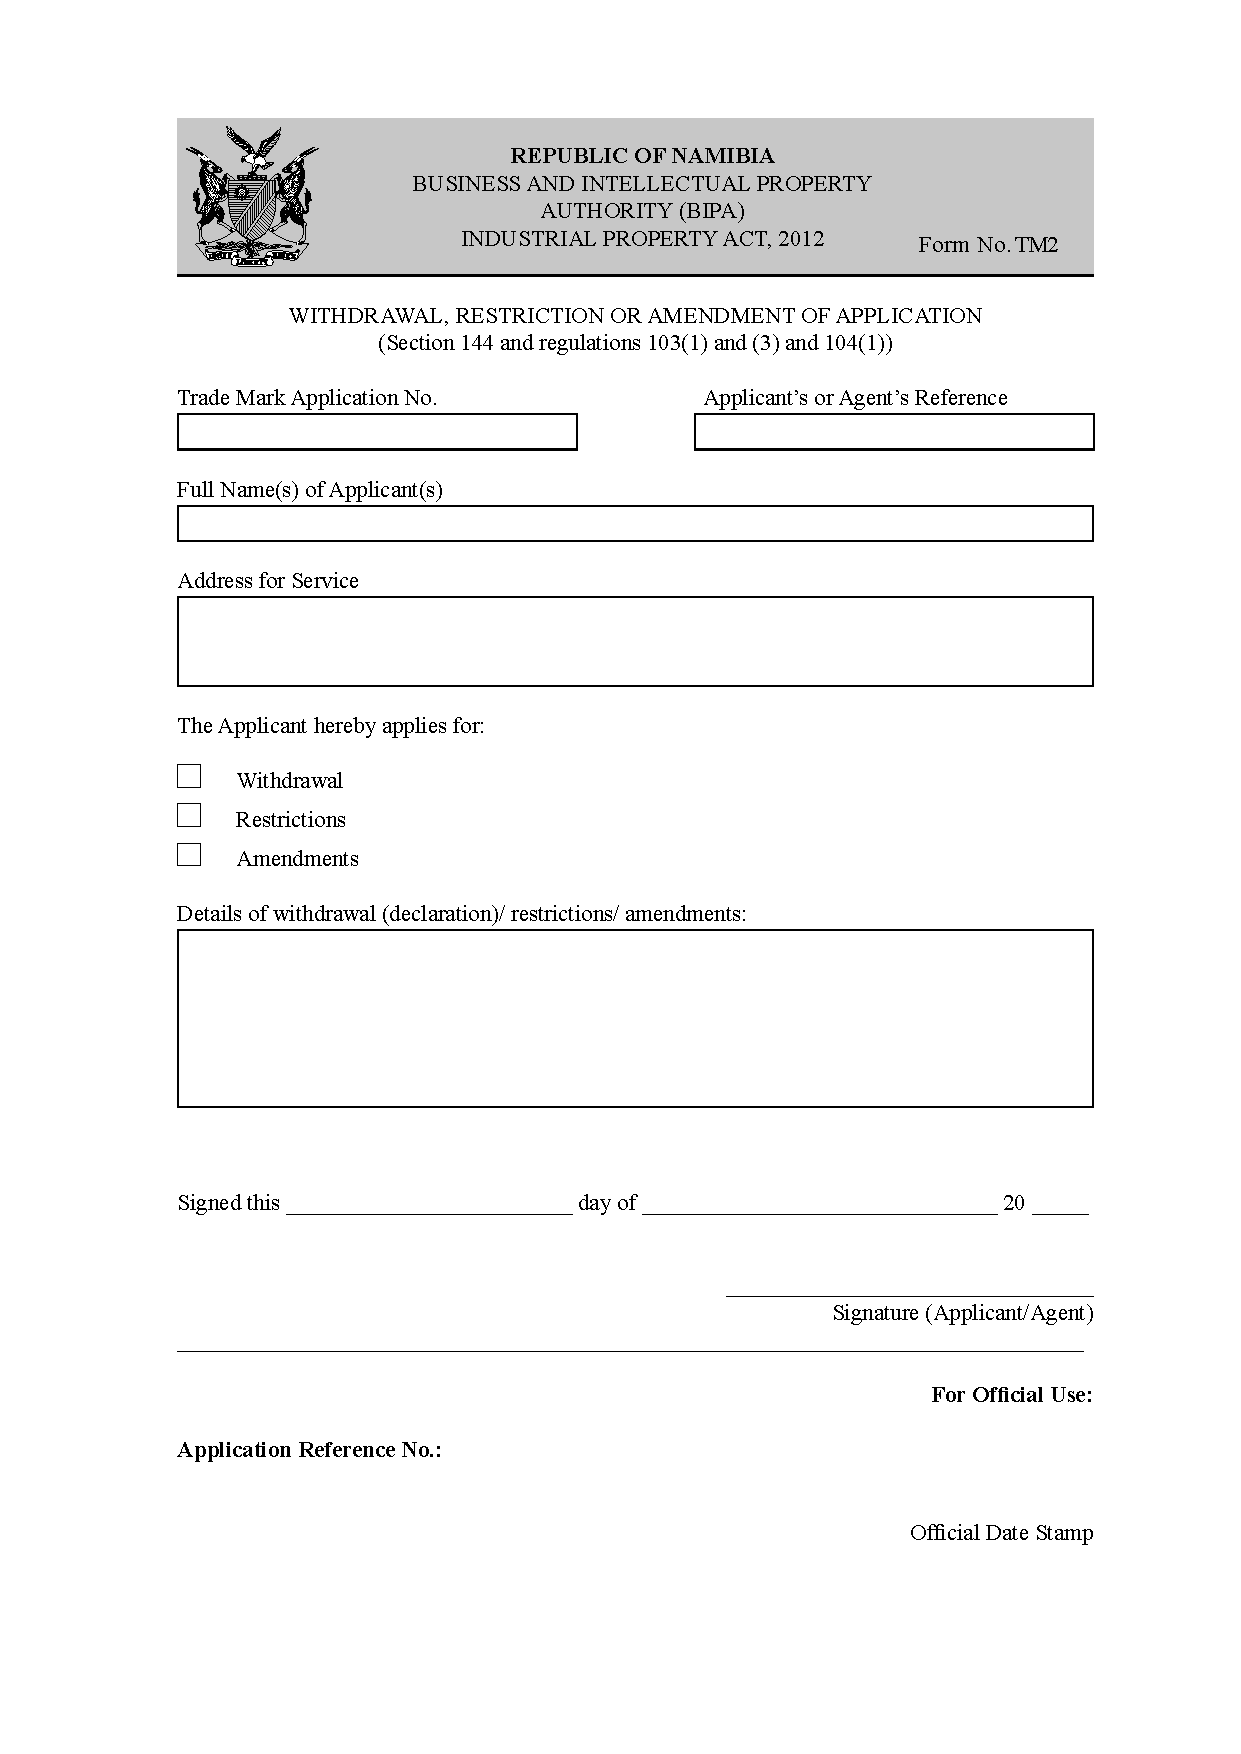 REPUBLIC OF NAMIBIA
BUSINESS AND INTELLECTUAL PROPERTY
AUTHORITY (BIPA)
INDUSTRIAL PROPERTY ACT, 2012
Form No. TM2
WITHDRAWAL, RESTRICTION OR AMENDMENT OF APPLICATION
(Section 144 and regulations 103(1) and (3) and 104(1))
Trade Mark Application No.
Applicant’s or Agent’s Reference
Full Name(s) of Applicant(s)
Address for Service
The Applicant hereby applies for:
Withdrawal
Restrictions
Amendments
Details of withdrawal (declaration)/ restrictions/ amendments:
Signed this _________________________ day of _______________________________ 20 _____
Signature (Applicant/Agent)
For Official Use:
Application Reference No.:
Official Date Stamp